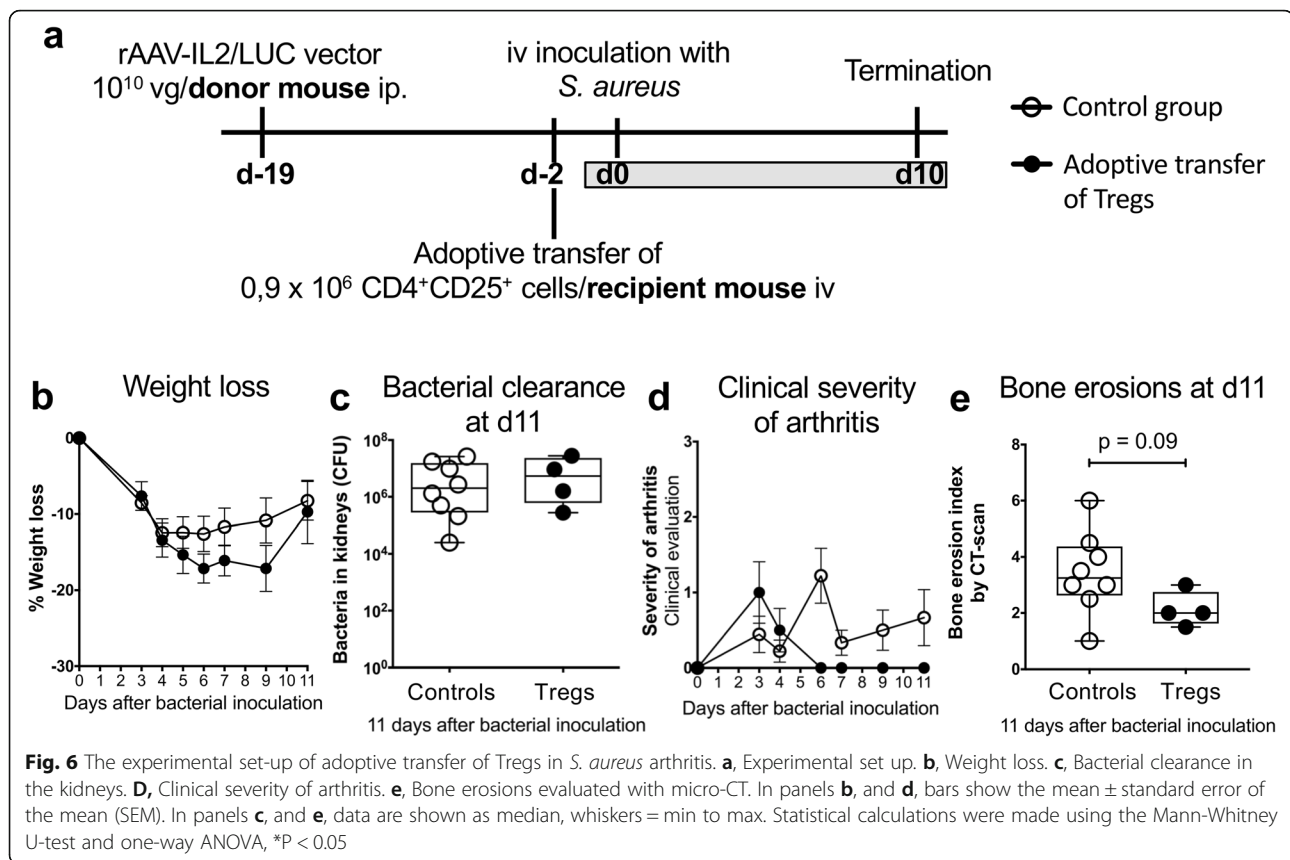 a
rAAV-IL2/LUC vector
10¹⁰ vg/donor mouse ip.
iv inoculation with
S. aureus
Termination
Control group
Adoptive transfer
of Tregs
d-19
d-2
d0
d10
Adoptive transfer of
0,9 x 10⁶ CD4⁺CD25⁺ cells/recipient mouse iv
b
Weight loss
% Weight loss
0
-10
-20
-30
0 1 2 3 4 5 6 7 8 9 10 11
Days after bacterial inoculation
c
Bacterial clearance
at d11
Bacteria in kidneys (CFU)
10⁸
10⁶
10⁴
10²
10⁰
Controls Tregs
11 days after bacterial inoculation
d
Clinical severity
of arthritis
Severity of arthritis
Clinical evaluation
3
2
1
0
0 1 2 3 4 5 6 7 8 9 10 11
Days after bacterial inoculation
e
Bone erosions at d11
p = 0.09
Bone erosion index
by CT-scan
8
6
4
2
0
Controls Tregs
11 days after bacterial inoculation
Fig. 6 The experimental set-up of adoptive transfer of Tregs in S. aureus arthritis. a, Experimental set up. b, Weight loss. c, Bacterial clearance in
the kidneys. D, Clinical severity of arthritis. e, Bone erosions evaluated with micro-CT. In panels b, and d, bars show the mean ± standard error of
the mean (SEM). In panels c, and e, data are shown as median, whiskers = min to max. Statistical calculations were made using the Mann-Whitney
U-test and one-way ANOVA, *P < 0.05